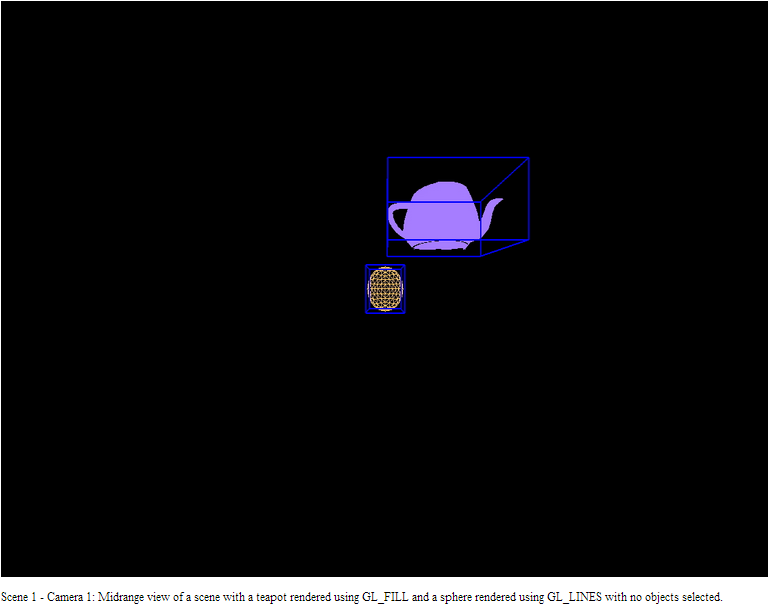 Scene 1 - Camera 1: Midrange view of a scene with a teapot rendered using GL_FILL and a sphere rendered using GL_LINES with no objects selected.